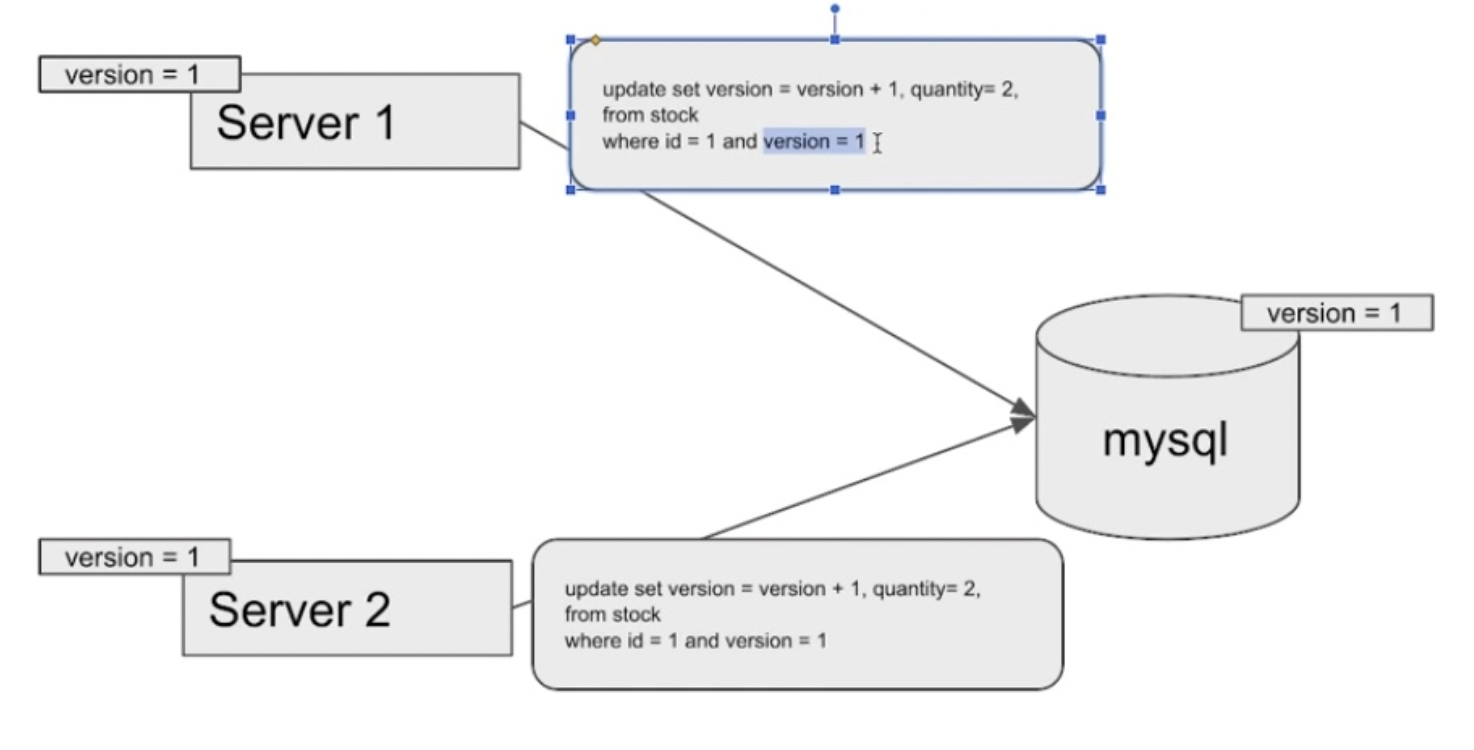 version = 1
Server 1
update set version = version + 1, quantity= 2,
from stock
where id = 1 and version = 1
version = 1
mysql
version = 1
Server 2
update set version = version + 1, quantity= 2,
from stock
where id = 1 and version = 1